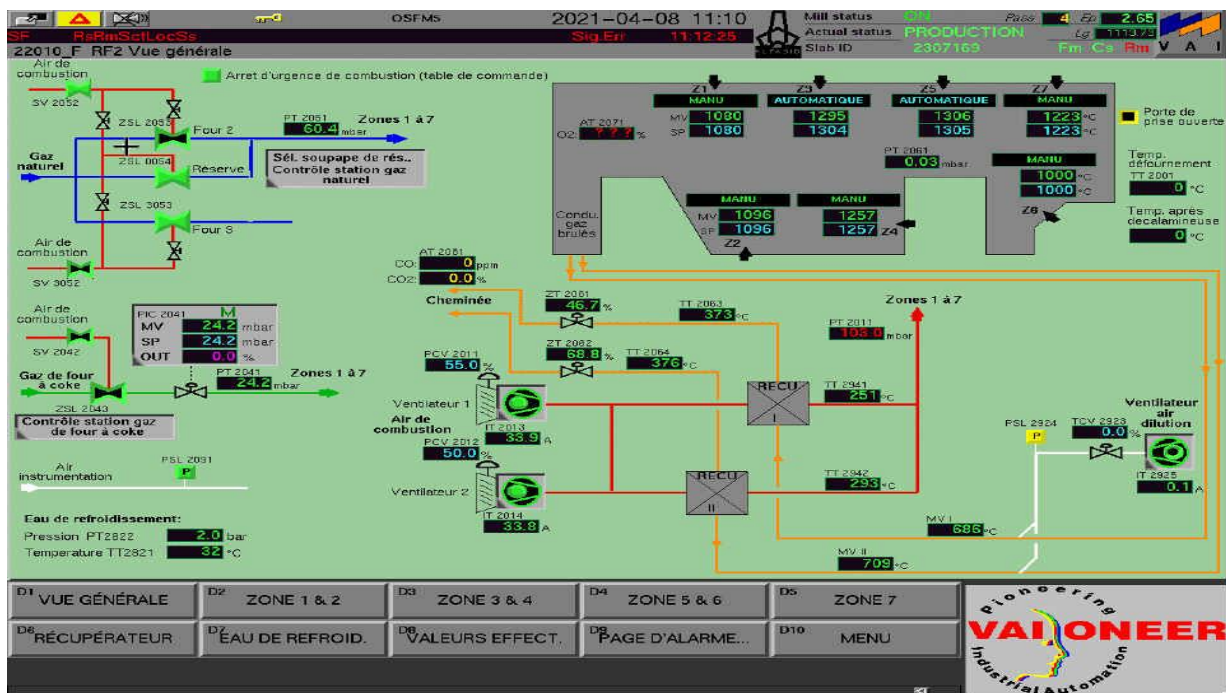 OSFMS
2021-04-08 11:10
Mill status
ON
Pass
4
En
2.65
SF
RsRmSctLocSs
Sig.Err
11:12:25
Actual status
PRODUCTION
Lg
1113.73
22010_F RF2 Vue générale
Slab ID
2307169
Fm Cs Rm
V A I
Air de
combustion
Arret d'urgence de combustion (table de commande)
SV 2052
ZSL 2053
Four 2
PT 2051
60.4 mbar
Zones 1 à 7
ZSL 0054
Gaz
naturel
Réserve
Sél. soupape de rés..
Contrôle station gaz
naturel
ZSL 3053
Four 3
Air de
combustion
SV 3052
Z1
Z3
Z5
Z7
MANU
AUTOMATIQUE
AUTOMATIQUE
MANU
AT 2071
O2: ???? %
MV 1080
1295
1306
1223 °C
SP 1080
1304
1305
1223 °C
Porte de
prise ouverte
PT 2061
0.03 mbar
MANU
1000 °C
1000 °C
Z6
Temp.
défournement
TT 2001
0 °C
Temp. après
decalamineuse
0 °C
Condu.
gaz
brulés
MANU
MANU
MV 1096
1257
SP 1096
1257
Z2
Z4
AT 2081
CO: 0 ppm
CO2: 0.0 %
Cheminée
ZT 2061
46.7 %
TT 2063
373 °C
Zones 1 à 7
PT 2011
103.0 mbar
Air de
combustion
SV 2042
PIC 2041
M
MV 24.2 mbar
SP 24.2 mbar
OUT 0.0 %
PT 2041
24.2 mbar
Zones 1 à 7
Gaz de four
à coke
ZSL 2043
Contrôle station gaz
de four à coke
ZT 2062
68.8 %
TT 2064
376 °C
PCV 2011
55.0 %
Ventilateur 1
IT 2013
33.9 A
Air de
combustion
RECU
I
TT 2941
251 °C
PCV 2012
50.0 %
Ventilateur 2
IT 2014
33.8 A
RECU
II
TT 2942
293 °C
PSL 2924
P
TCV 2923
0.0 %
Ventilateur
air
dilution
IT 2925
0.1 A
Air
instrumentation
PSL 2091
P
MV I
686 °C
MV II
709 °C
Eau de refroidissement:
Pression PT2822 2.0 bar
Temperature TT2821 32 °C
D1 VUE GÉNÉRALE
D2 ZONE 1 & 2
D3 ZONE 3 & 4
D4 ZONE 5 & 6
D5 ZONE 7
D6 RÉCUPÉRATEUR
D7 EAU DE REFROID.
D8 VALEURS EFFECT.
D9 PAGE D'ALARME...
D10 MENU
Pioneering
VAI ONEER
Industrial Automation